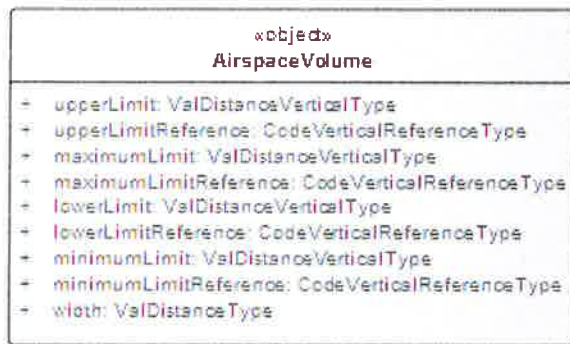 «object»
AirspaceVolume
+ upperLimit: ValDistanceVerticalType
+ upperLimitReference: CodeVerticalReferenceType
+ maximumLimit: ValDistanceVerticalType
+ maximumLimitReference: CodeVerticalReferenceType
+ lowerLimit: ValDistanceVerticalType
+ lowerLimitReference: CodeVerticalReferenceType
+ minimumLimit: ValDistanceVerticalType
+ minimumLimitReference: CodeVerticalReferenceType
+ width: ValDistanceType